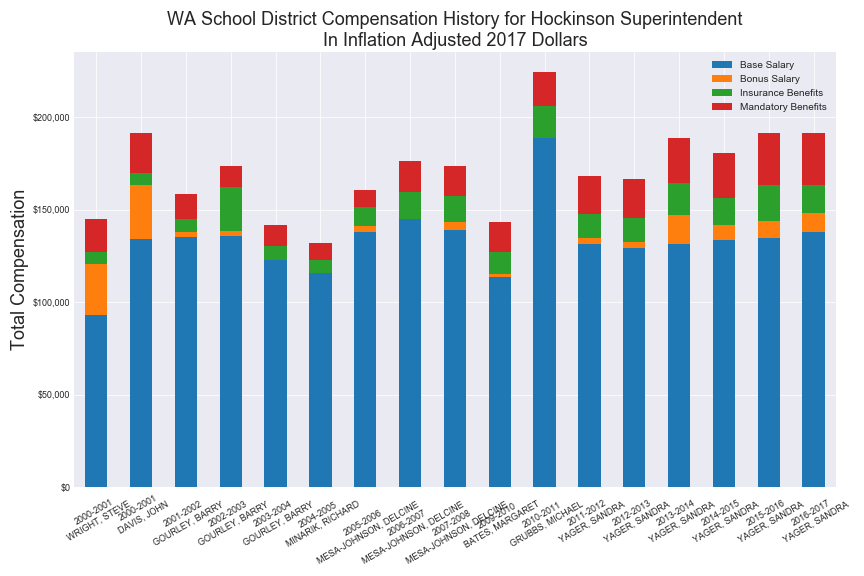 WA School District Compensation History for Hockinson Superintendent
In Inflation Adjusted 2017 Dollars
Base Salary
Bonus Salary
Insurance Benefits
Mandatory Benefits
Total Compensation
$200,000
$150,000
$100,000
$50,000
$0
2000-2001
WRIGHT, STEVE
2000-2001
DAVIS, JOHN
2001-2002
GOURLEY, BARRY
2002-2003
GOURLEY, BARRY
2003-2004
GOURLEY, BARRY
2004-2005
MINARIK, RICHARD
2005-2006
MESA-JOHNSON, DELCINE
2006-2007
MESA-JOHNSON, DELCINE
2007-2008
MESA-JOHNSON, DELCINE
2009-2010
BATES, MARGARET
2010-2011
GRUBBS, MICHAEL
2011-2012
YAGER, SANDRA
2012-2013
YAGER, SANDRA
2013-2014
YAGER, SANDRA
2014-2015
YAGER, SANDRA
2015-2016
YAGER, SANDRA
2016-2017
YAGER, SANDRA